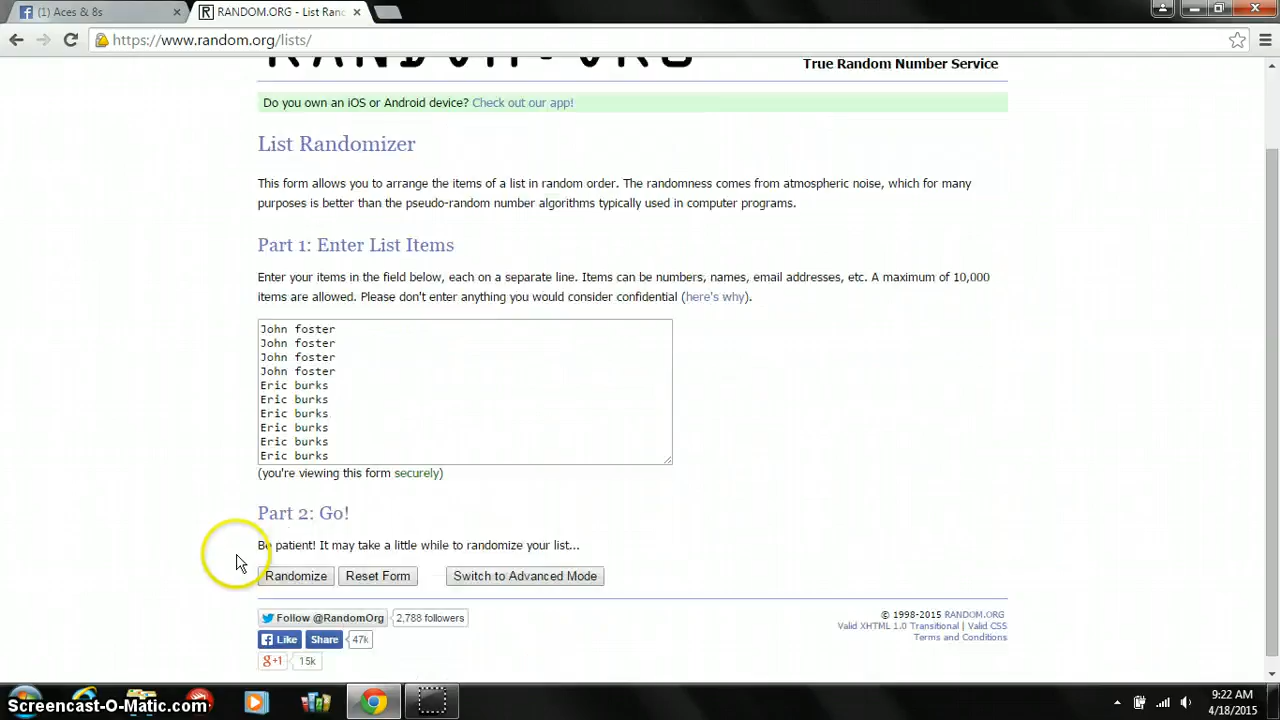 (1) Aces & 8s
RANDOM.ORG - List Ran
https://www.random.org/lists/
RANDOM.ORG
True Random Number Service
Do you own an iOS or Android device? Check out our app!
List Randomizer
This form allows you to arrange the items of a list in random order. The randomness comes from atmospheric noise, which for many
purposes is better than the pseudo-random number algorithms typically used in computer programs.
Part 1: Enter List Items
Enter your items in the field below, each on a separate line. Items can be numbers, names, email addresses, etc. A maximum of 10,000
items are allowed. Please don't enter anything you would consider confidential (here's why).
John foster
John foster
John foster
John foster
Eric burks
Eric burks
Eric burks
Eric burks
Eric burks
Eric burks
(you're viewing this form securely)
Part 2: Go!
Be patient! It may take a little while to randomize your list...
Randomize
Reset Form
Switch to Advanced Mode
Follow @RandomOrg
2,788 followers
© 1998-2015 RANDOM.ORG
Valid XHTML 1.0 Transitional | Valid CSS
Terms and Conditions
Like
Share
47k
g+1
15k
Screencast-O-Matic.com
9:22 AM
4/18/2015